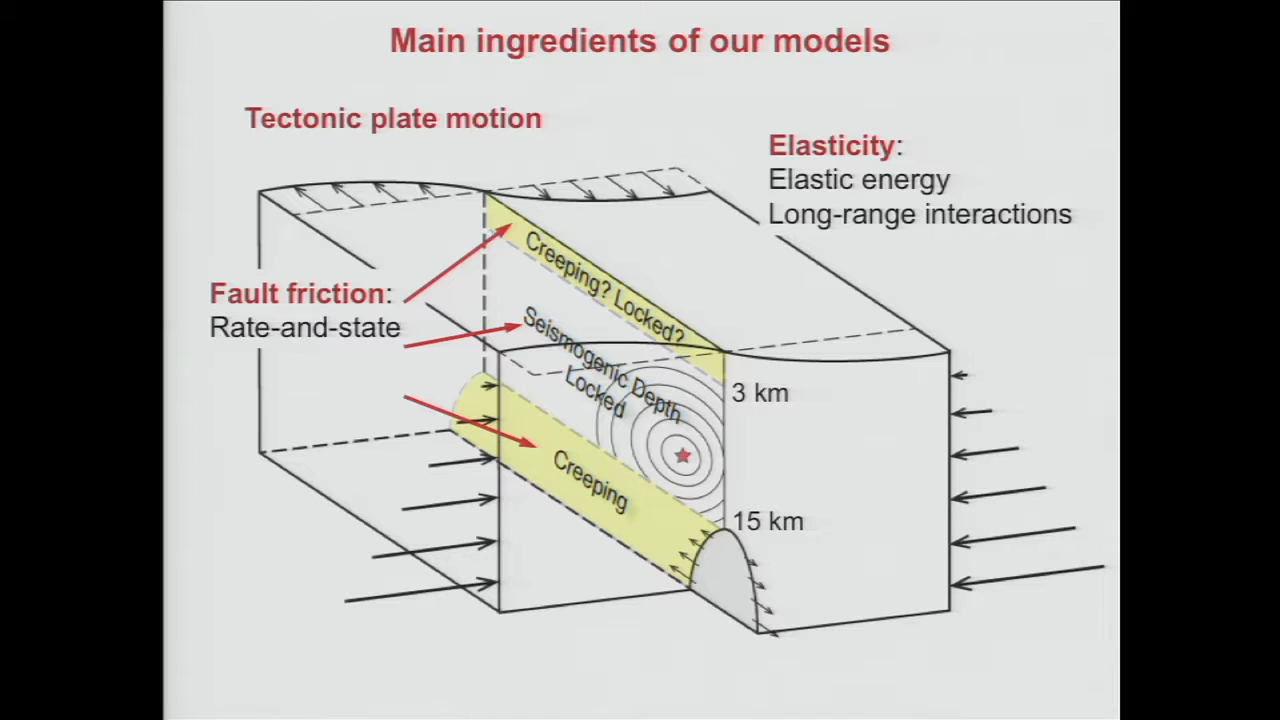 Main ingredients of our models
Tectonic plate motion
Elasticity:
Elastic energy
Long-range interactions
Fault friction:
Rate-and-state
Creeping? Locked?
Seismogenic Depth
Locked
Creeping
3 km
15 km